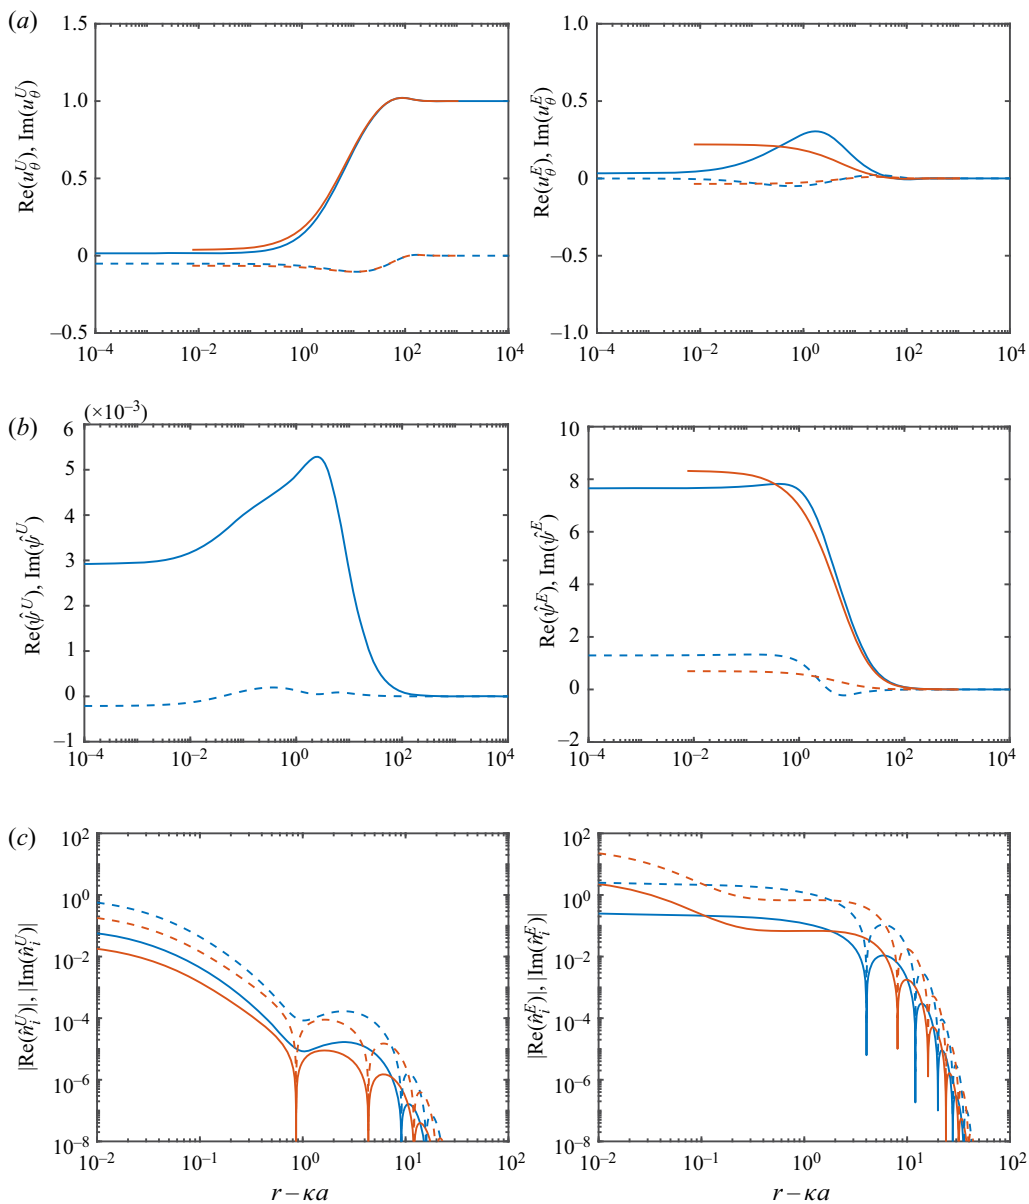 (a)
1.5
1.0
0.5
0
–0.5
Re(u_θ^U), Im(u_θ^U)
10^–4 10^–2 10^0 10^2 10^4
1.0
0.5
0
–0.5
–1.0
Re(u_θ^E), Im(u_θ^E)
10^–4 10^–2 10^0 10^2 10^4
(b)
(×10^–3)
6
5
4
3
2
1
0
–1
Re(ψ̂^U), Im(ψ̂^U)
10^–4 10^–2 10^0 10^2 10^4
10
8
6
4
2
0
–2
Re(ψ̂^E), Im(ψ̂^E)
10^–4 10^–2 10^0 10^2 10^4
(c)
10^2
10^0
10^–2
10^–4
10^–6
10^–8
|Re(n̂_i^U)|, |Im(n̂_i^U)|
10^–2 10^–1 10^0 10^1 10^2
r – κa
10^2
10^0
10^–2
10^–4
10^–6
10^–8
|Re(n̂_i^E)|, |Im(n̂_i^E)|
10^–2 10^–1 10^0 10^1 10^2
r – κa